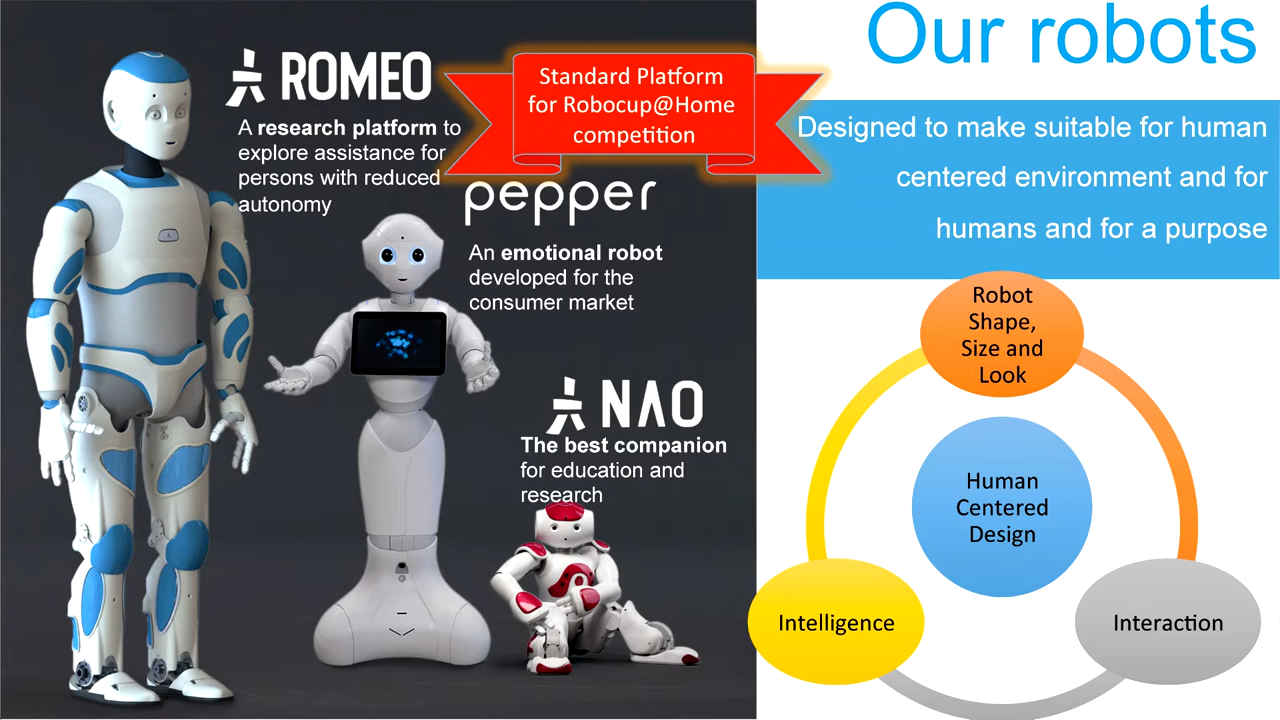 Our robots
ROMEO
A research platform to
explore assistance for
persons with reduced
autonomy
Standard Platform
for Robocup@Home
competition
pepper
An emotional robot
developed for the
consumer market
NAO
The best companion
for education and
research
Designed to make suitable for human
centered environment and for
humans and for a purpose
Robot
Shape,
Size and
Look
Human
Centered
Design
Intelligence
Interaction